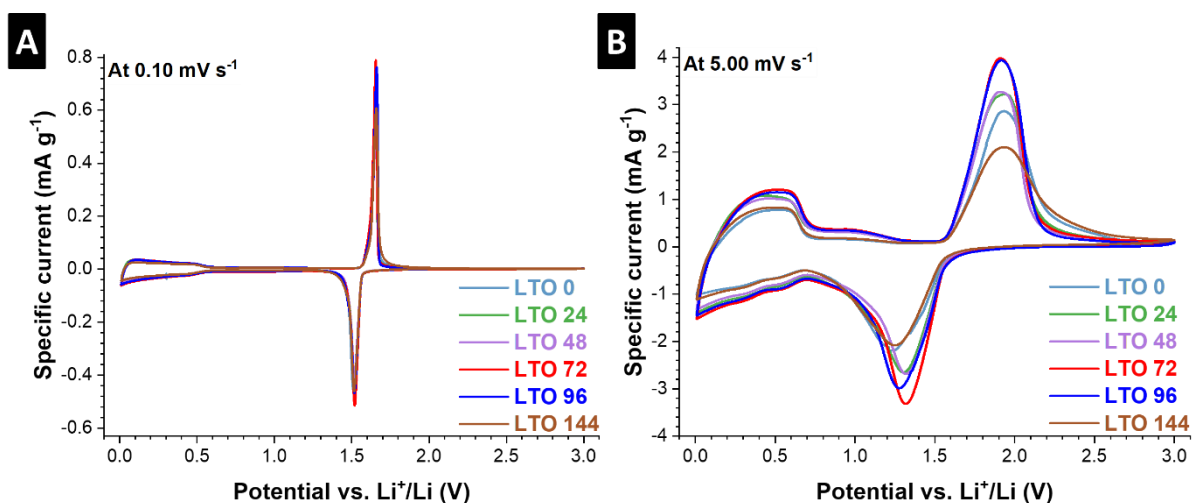 A
At 0.10 mV s⁻¹
Specific current (mA g⁻¹)
0.8
0.6
0.4
0.2
0.0
-0.2
-0.4
-0.6
LTO 0
LTO 24
LTO 48
LTO 72
LTO 96
LTO 144
0.0 0.5 1.0 1.5 2.0 2.5 3.0
Potential vs. Li⁺/Li (V)
B
At 5.00 mV s⁻¹
Specific current (mA g⁻¹)
4
3
2
1
0
-1
-2
-3
-4
LTO 0
LTO 24
LTO 48
LTO 72
LTO 96
LTO 144
0.0 0.5 1.0 1.5 2.0 2.5 3.0
Potential vs. Li⁺/Li (V)